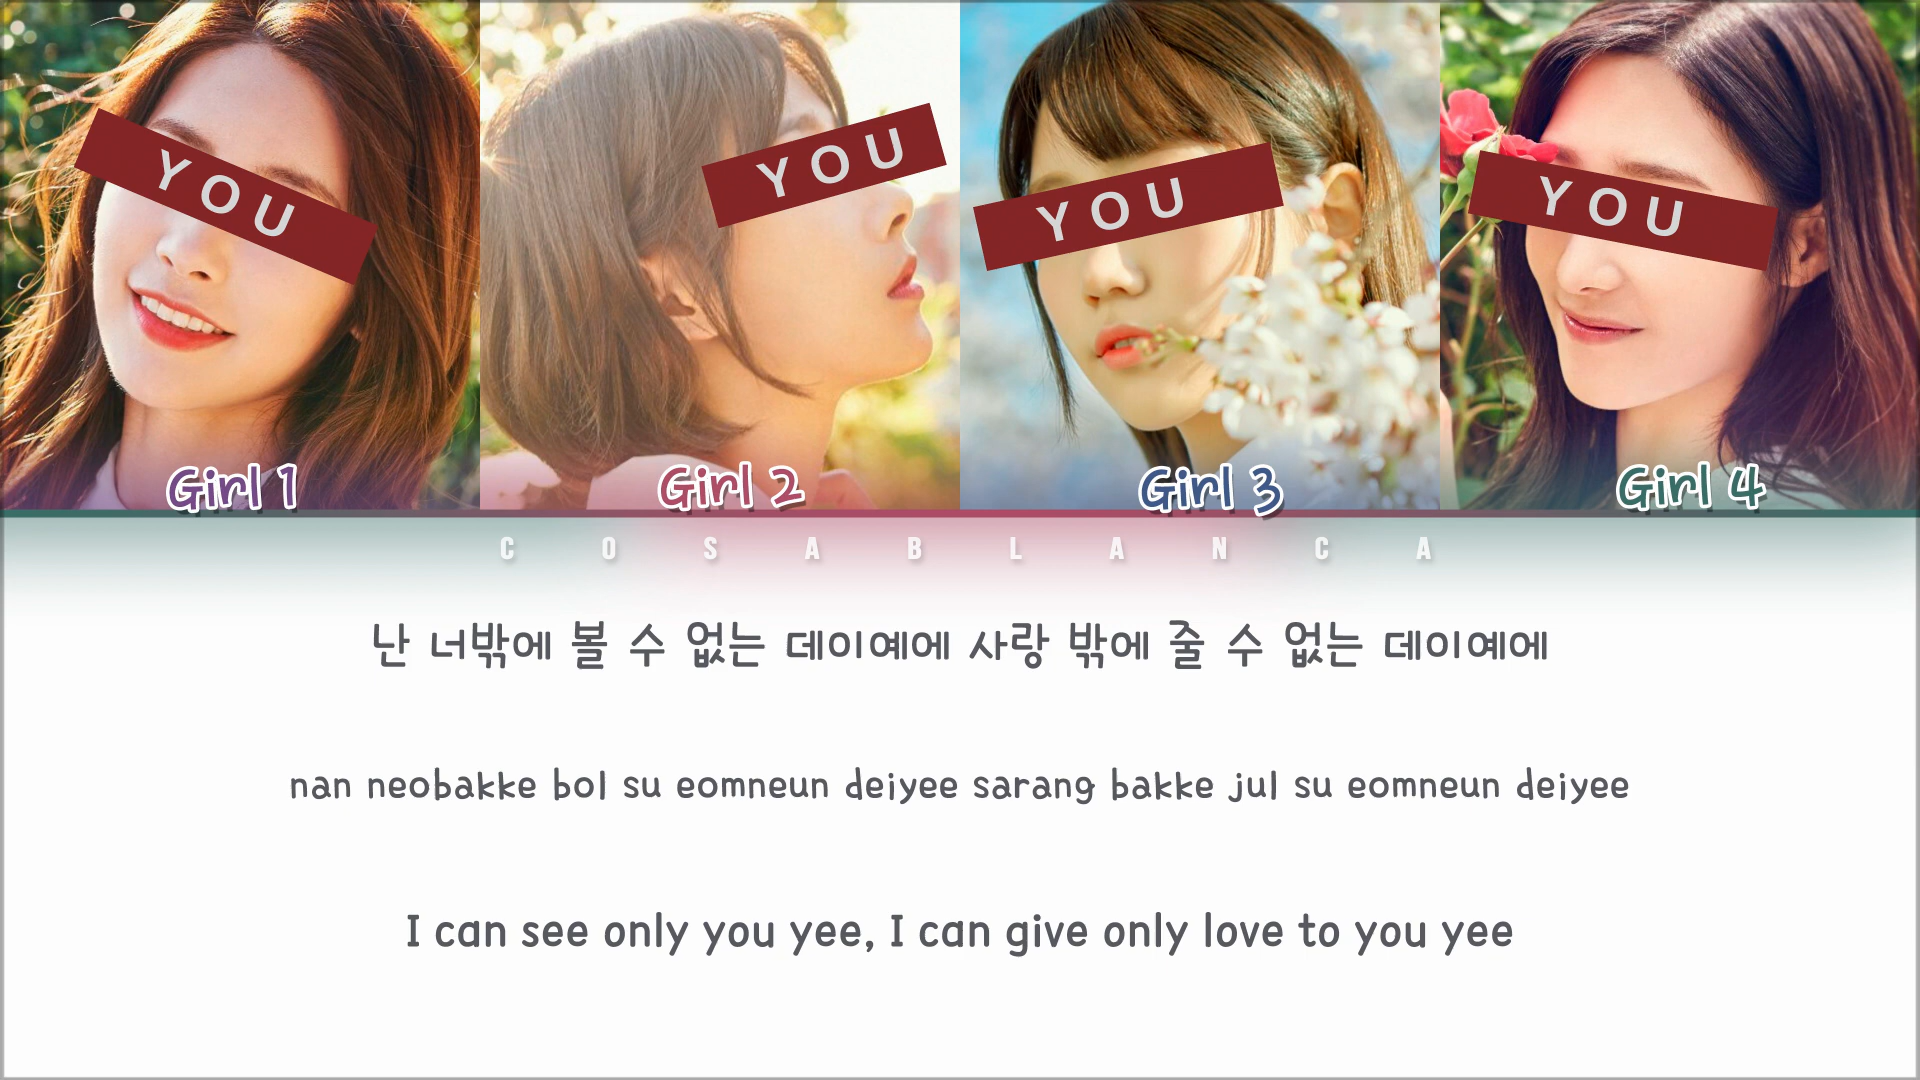 YOU
YOU
YOU
YOU
Girl 1
Girl 2
Girl 3
Girl 4
COSABLANCA
난 너밖에 볼 수 없는 데이예에 사랑 밖에 줄 수 없는 데이예에
nan neobakke bol su eomneun deiyee sarang bakke jul su eomneun deiyee
I can see only you yee, I can give only love to you yee